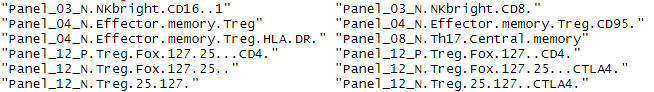 "Panel_03_N.NKbright.CD16..1" "Panel_03_N.NKbright.CD8."
"Panel_04_N.Effector.memory.Treg" "Panel_04_N.Effector.memory.Treg.CD95."
"Panel_04_N.Effector.memory.Treg.HLA.DR." "Panel_08_N.Th17.Central.memory"
"Panel_12_P.Treg.Fox.127.25...CD4." "Panel_12_P.Treg.Fox.127..CD4."
"Panel_12_N.Treg.Fox.127.25.." "Panel_12_N.Treg.Fox.127.25...CTLA4."
"Panel_12_N.Treg.25.127." "Panel_12_N.Treg.25.127..CTLA4."